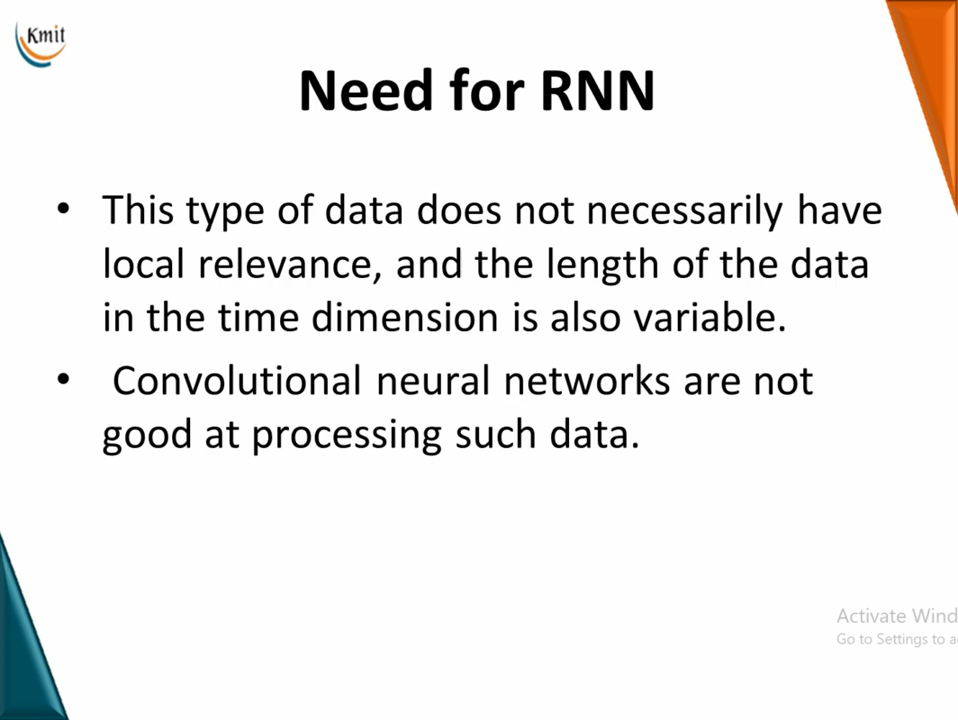 Kmit
Need for RNN
• This type of data does not necessarily have
local relevance, and the length of the data
in the time dimension is also variable.
• Convolutional neural networks are not
good at processing such data.
Activate Wind
Go to Settings to a